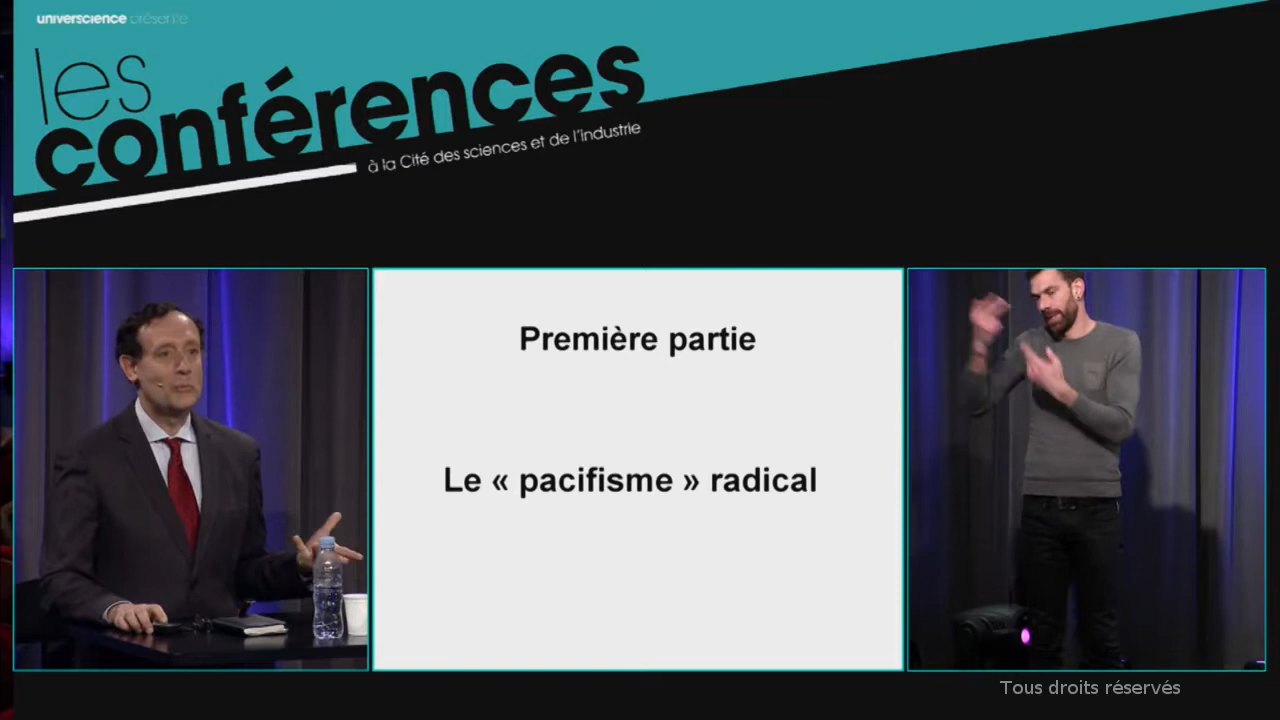 universcience présente
les
conférences
à la Cité des sciences et de l'industrie
Première partie
Le « pacifisme » radical
Tous droits réservés